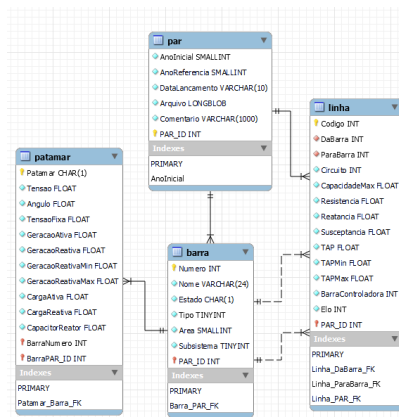 par
AnoInicial SMALLINT
AnoReferencia SMALLINT
DataLancamento VARCHAR(10)
Arquivo LONGBLOB
Comentario VARCHAR(1000)
PAR_ID INT
Indexes
PRIMARY
AnoInicial
linha
Codigo INT
DaBarra INT
ParaBarra INT
Circuito INT
CapacidadeMax FLOAT
Resistencia FLOAT
Reatancia FLOAT
Susceptancia FLOAT
TAP FLOAT
TAPMin FLOAT
TAPMax FLOAT
BarraControladora INT
Elo INT
PAR_ID INT
Indexes
PRIMARY
Linha_DaBarra_FK
Linha_ParaBarra_FK
Linha_PAR_FK
patamar
Patamar CHAR(1)
Tensao FLOAT
Angulo FLOAT
TensaoFixa FLOAT
GeracaoAtiva FLOAT
GeracaoReativa FLOAT
GeracaoReativaMin FLOAT
GeracaoReativaMax FLOAT
CargaAtiva FLOAT
CargaReativa FLOAT
CapacitorReator FLOAT
BarraNumero INT
BarraPAR_ID INT
Indexes
PRIMARY
Patamar_Barra_FK
barra
Numero INT
Nome VARCHAR(24)
Estado CHAR(1)
Tipo TINYINT
Area SMALLINT
Subsistema TINYINT
PAR_ID INT
Indexes
PRIMARY
Barra_PAR_FK